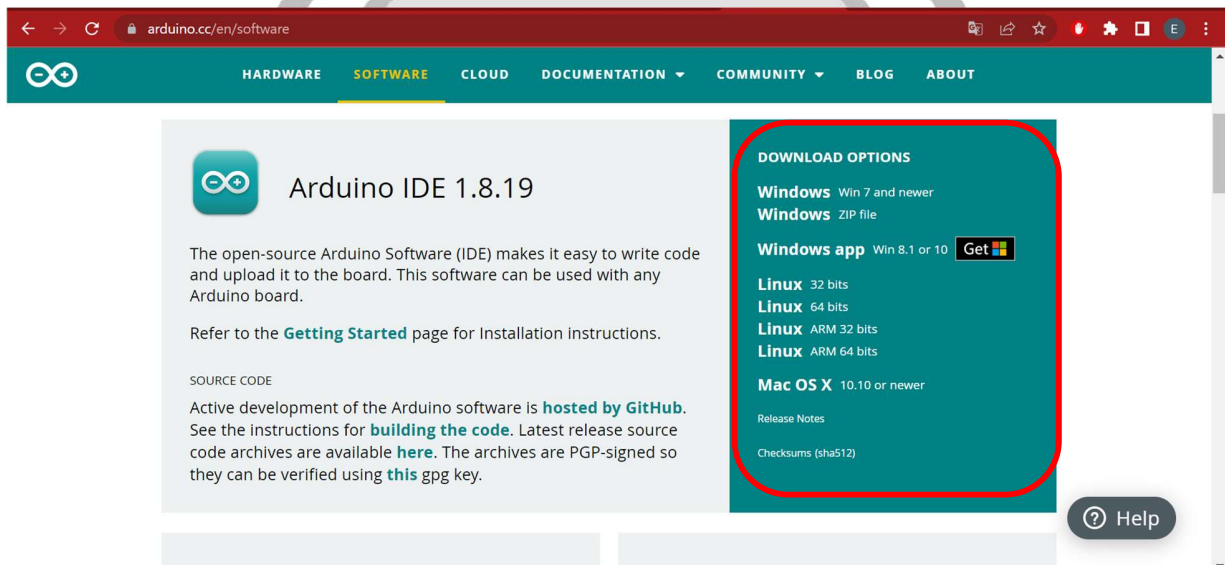 arduino.cc/en/software
E
HARDWARE SOFTWARE CLOUD DOCUMENTATION COMMUNITY BLOG ABOUT
Arduino IDE 1.8.19
The open-source Arduino Software (IDE) makes it easy to write code
and upload it to the board. This software can be used with any
Arduino board.
Refer to the Getting Started page for Installation instructions.
SOURCE CODE
Active development of the Arduino software is hosted by GitHub.
See the instructions for building the code. Latest release source
code archives are available here. The archives are PGP-signed so
they can be verified using this gpg key.
DOWNLOAD OPTIONS
Windows Win 7 and newer
Windows ZIP file
Windows app Win 8.1 or 10 Get
Linux 32 bits
Linux 64 bits
Linux ARM 32 bits
Linux ARM 64 bits
Mac OS X 10.10 or newer
Release Notes
Checksums (sha512)
? Help